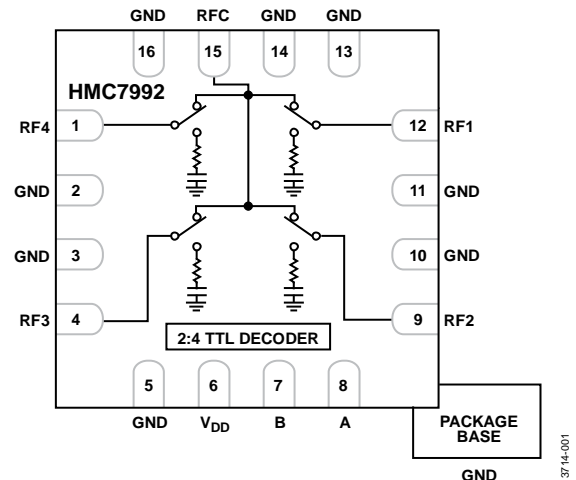 GND RFC GND GND
16 15 14 13
HMC7992
RF4 1 12 RF1
GND 2 11 GND
GND 3 10 GND
RF3 4 9 RF2
2:4 TTL DECODER
5 6 7 8
GND VDD B A
PACKAGE
BASE
GND
3714-001